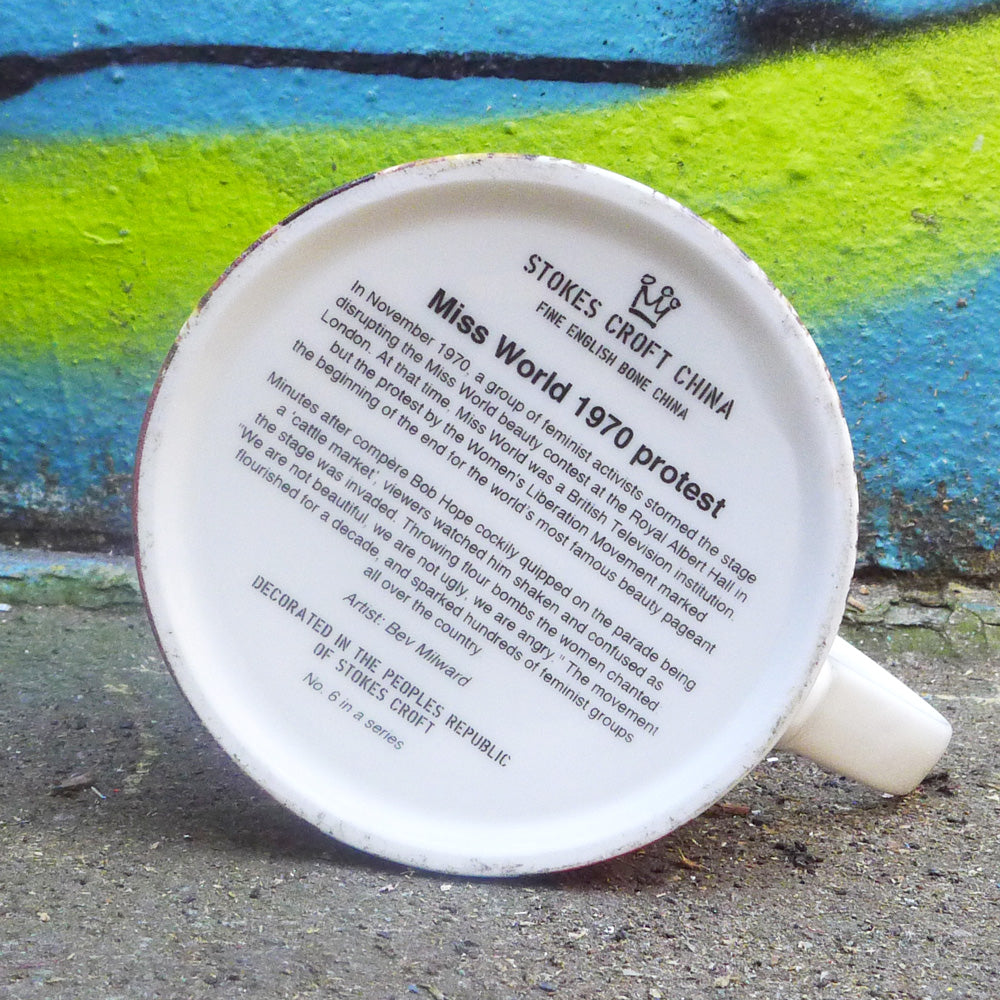 STOKES CROFT CHINA
FINE ENGLISH BONE CHINA
Miss World 1970 protest
In November 1970, a group of feminist activists stormed the stage
disrupting the Miss World beauty contest at the Royal Albert Hall in
London. At that time, Miss World was a British Television institution,
but the protest by the Women's Liberation Movement marked
the beginning of the end for the world's most famous beauty pageant
Minutes after compère Bob Hope cockily quipped on the parade being
a 'cattle market', viewers watched him shaken and confused as
the stage was invaded. Throwing flour bombs the women chanted.
"We are not beautiful, we are not ugly, we are angry." The movement
flourished for a decade, and sparked hundreds of feminist groups
all over the country
Artist: Bev Milward
DECORATED IN THE PEOPLES REPUBLIC
OF STOKES CROFT
No. 6 in a series